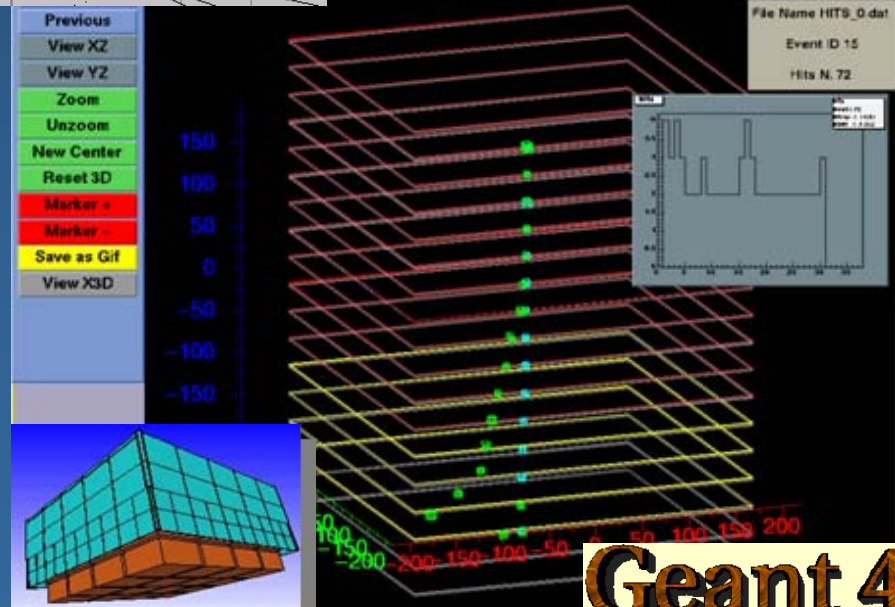 Previous
View XZ
View YZ
Zoom
Unzoom
New Center
Reset 3D
Marker +
Marker -
Save as Gif
View X3D
File Name HITS_0.dat
Event ID 15
Hits N. 72
150
100
50
0
-50
-100
-150
-150
-200
-200 -150 -100 -50 0 50 100 150 200
Geant 4